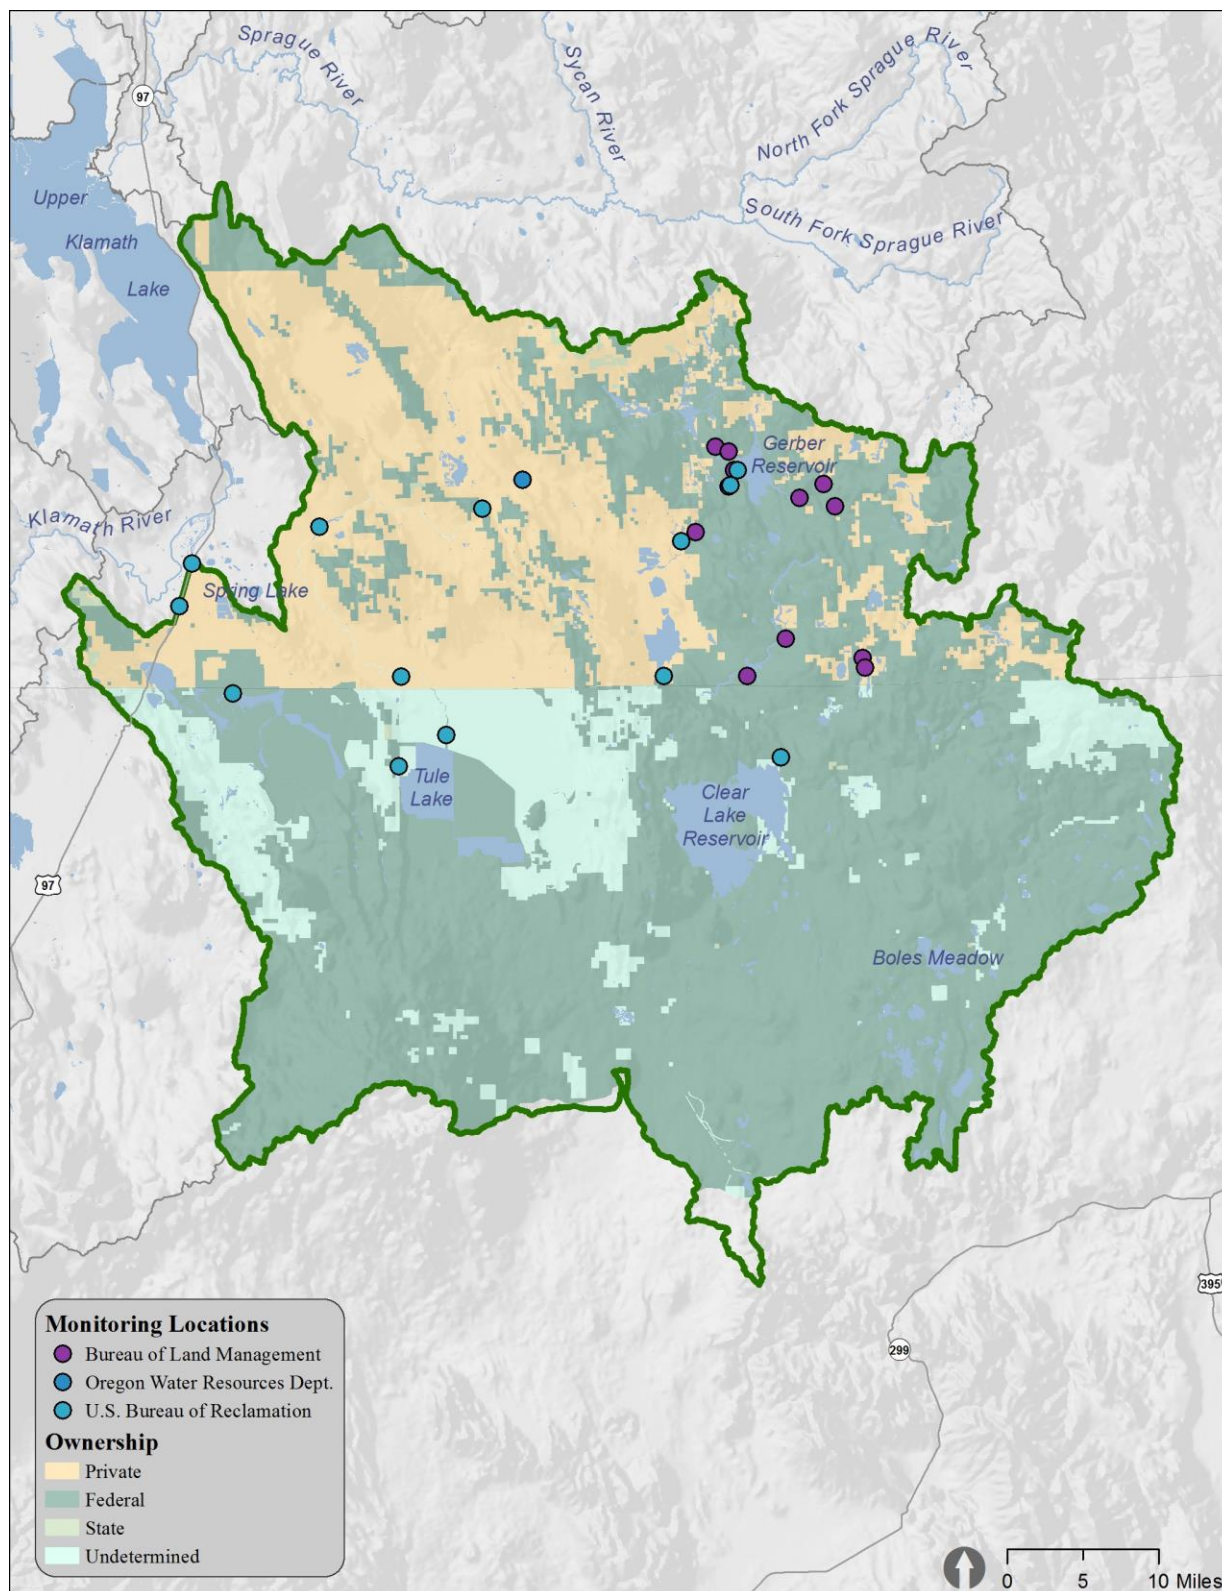 Sprague River
Sycan River
North Fork Sprague River
97
South Fork Sprague River
Upper
Klamath
Lake
Gerber
Reservoir
Klamath River
Spring Lake
Tule
Lake
Clear
Lake
Reservoir
97
Boles Meadow
395
299
Monitoring Locations
Bureau of Land Management
Oregon Water Resources Dept.
U.S. Bureau of Reclamation
Ownership
Private
Federal
State
Undetermined
0 5 10 Miles